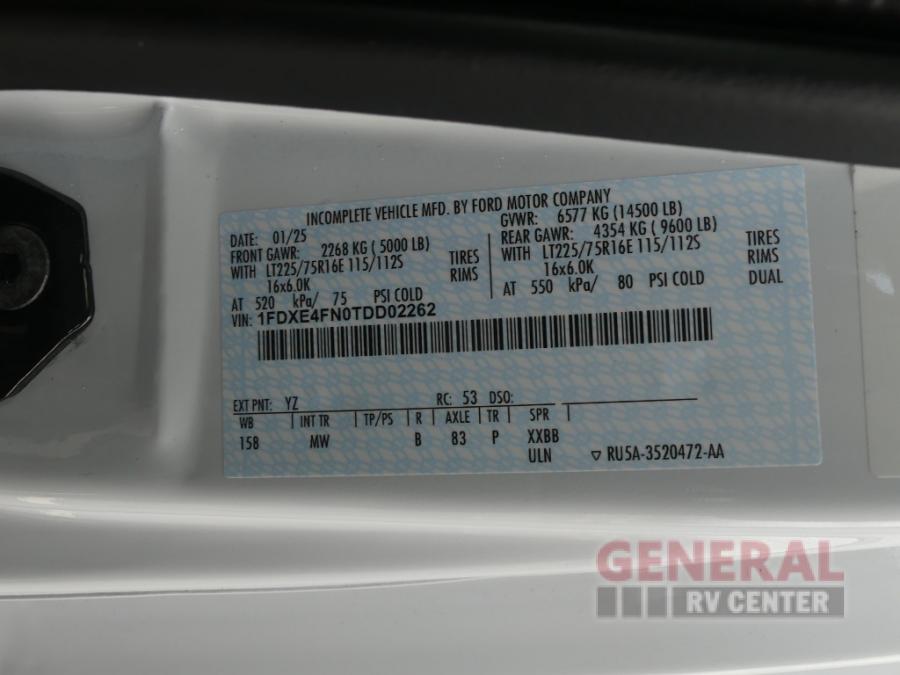 INCOMPLETE VEHICLE MFD. BY FORD MOTOR COMPANY
DATE: 01/25 GVWR: 6577 KG (14500 LB)
FRONT GAWR: 2268 KG ( 5000 LB) REAR GAWR: 4354 KG ( 9600 LB)
WITH LT225/75R16E 115/112S TIRES WITH LT225/75R16E 115/112S TIRES
16x6.0K RIMS 16x6.0K RIMS
AT 520 kPa/ 75 PSI COLD AT 550 kPa/ 80 PSI COLD DUAL
VIN: 1FDXE4FN0TDD02262
EXT PNT: YZ RC: 53 DSO:
WB INT TR TP/PS R AXLE TR SPR
158 MW B 83 P XXBB
ULN ▽ RU5A-3520472-AA
GENERAL
RV CENTER